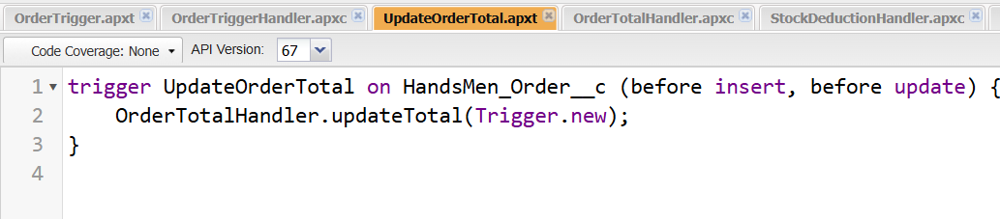 OrderTrigger.apxt OrderTriggerHandler.apxc UpdateOrderTotal.apxt OrderTotalHandler.apxc StockDeductionHandler.apxc
Code Coverage: None API Version: 67
1 trigger UpdateOrderTotal on HandsMen_Order__c (before insert, before update) {
2 OrderTotalHandler.updateTotal(Trigger.new);
3 }
4